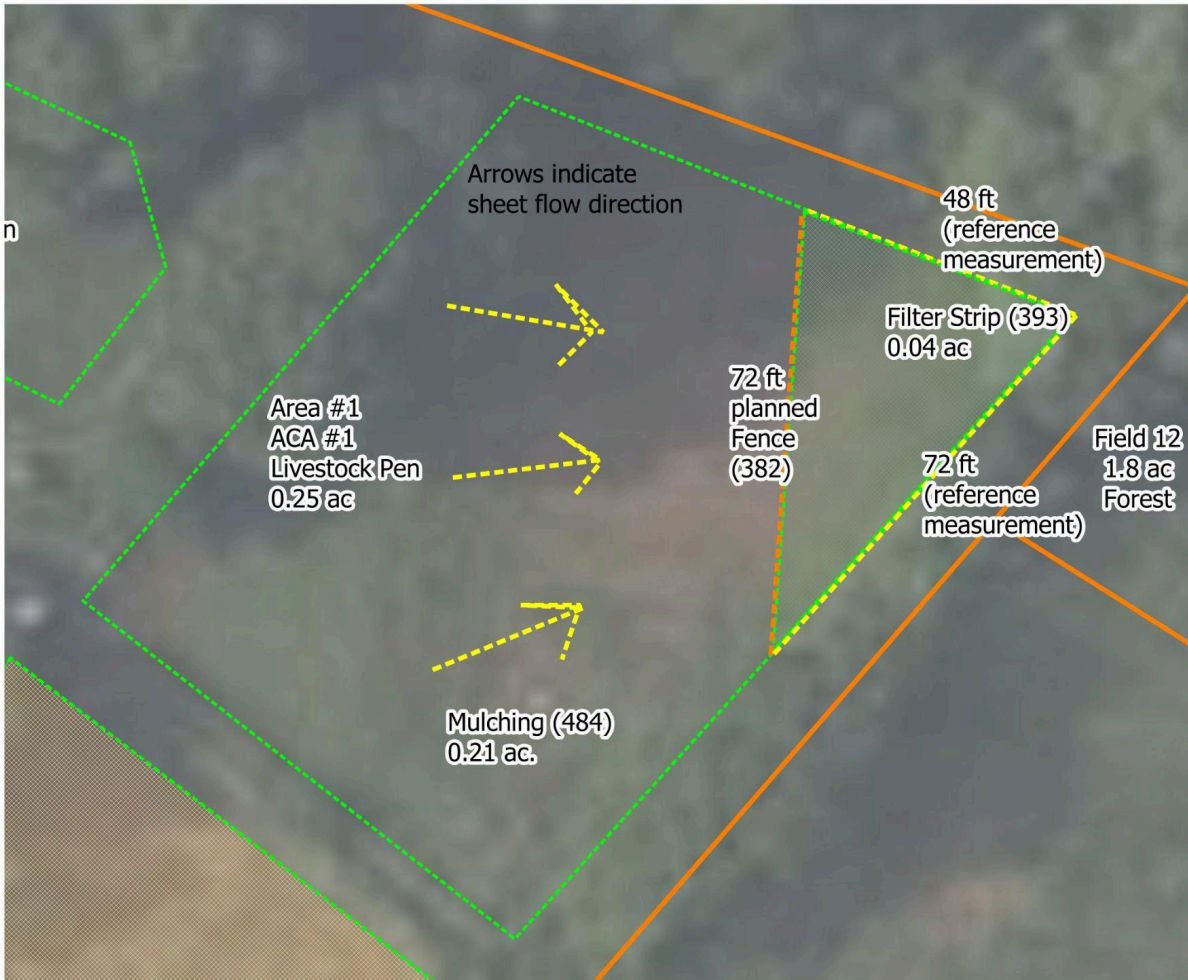 Arrows indicate
sheet flow direction
n
48 ft
(reference
measurement)
Filter Strip (393)
0.04 ac
72 ft
planned
Fence
(382)
Area #1
ACA #1
Livestock Pen
0.25 ac
Field 12
1.8 ac
Forest
72 ft
(reference
measurement)
Mulching (484)
0.21 ac.